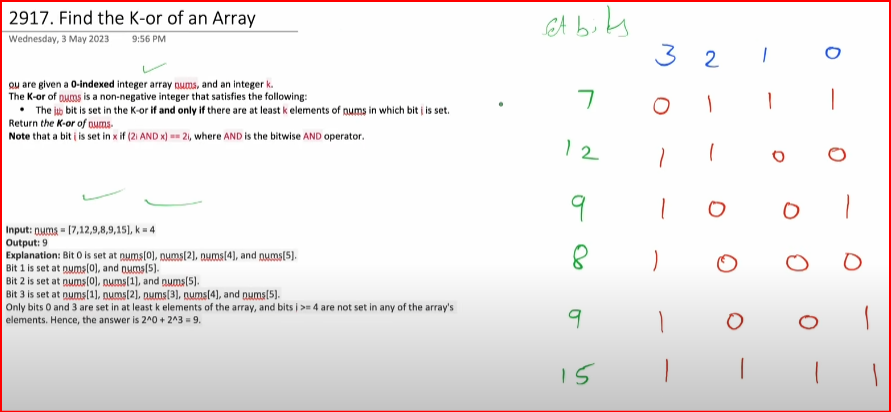 2917. Find the K-or of an Array
Wednesday, 3 May 2023 9:56 PM
ou are given a 0-indexed integer array nums, and an integer k.
The K-or of nums is a non-negative integer that satisfies the following:
• The ith bit is set in the K-or if and only if there are at least k elements of nums in which bit i is set.
Return the K-or of nums.
Note that a bit i is set in x if (2i AND x) == 2i, where AND is the bitwise AND operator.
Input: nums = [7,12,9,8,9,15], k = 4
Output: 9
Explanation: Bit 0 is set at nums[0], nums[2], nums[4], and nums[5].
Bit 1 is set at nums[0], and nums[5].
Bit 2 is set at nums[0], nums[1], and nums[5].
Bit 3 is set at nums[1], nums[2], nums[3], nums[4], and nums[5].
Only bits 0 and 3 are set in at least k elements of the array, and bits i >= 4 are not set in any of the array's
elements. Hence, the answer is 2^0 + 2^3 = 9.
set bits
3 2 1 0
7 0 1 1 1
12 1 1 0 0
9 1 0 0 1
8 1 0 0 0
9 1 0 0 1
15 1 1 1 1